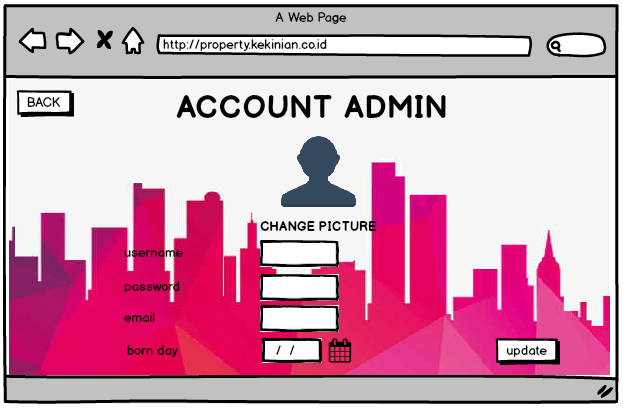 A Web Page
http://property.kekinian.co.id
BACK
ACCOUNT ADMIN
CHANGE PICTURE
username
password
email
born day
/ /
update